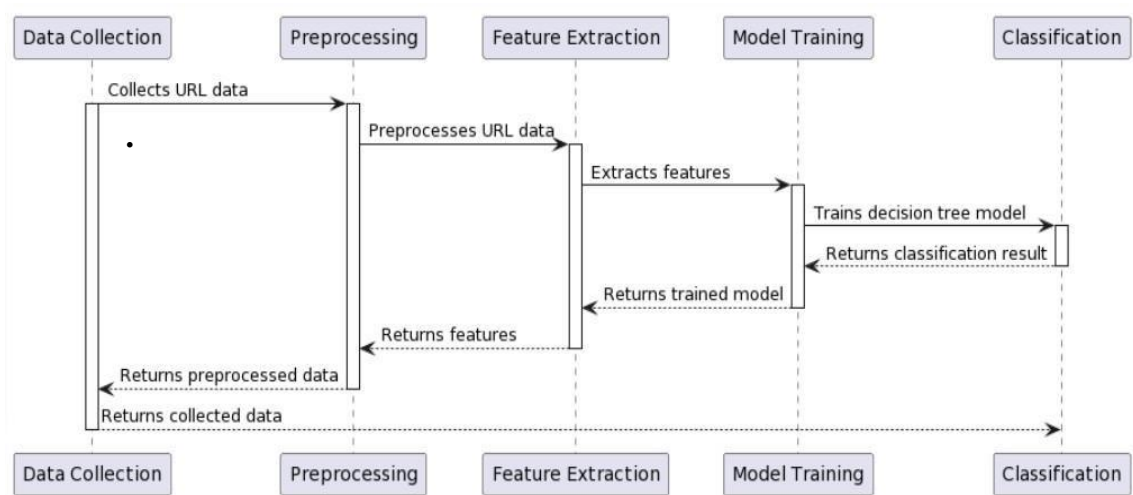 Data Collection
Preprocessing
Feature Extraction
Model Training
Classification
Collects URL data
Preprocesses URL data
Extracts features
Trains decision tree model
Returns classification result
Returns trained model
Returns features
Returns preprocessed data
Returns collected data
Data Collection
Preprocessing
Feature Extraction
Model Training
Classification